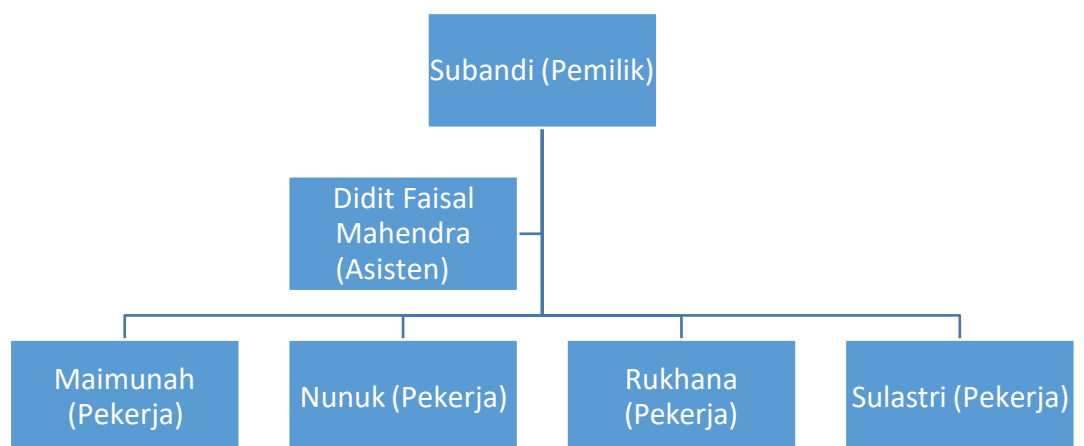 Subandi (Pemilik)
Didit Faisal
Mahendra
(Asisten)
Maimunah
(Pekerja)
Nunuk (Pekerja)
Rukhana
(Pekerja)
Sulastri (Pekerja)